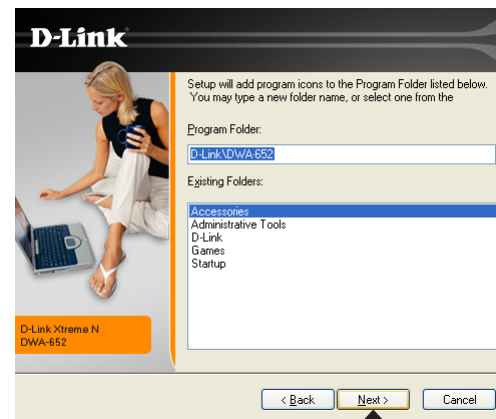 D-Link
Setup will add program icons to the Program Folder listed below.
You may type a new folder name, or select one from the
Program Folder:
D-Link\DWA-652
Existing Folders:
Accessories
Administrative Tools
D-Link
Games
Startup
D-Link Xtreme N
DWA-652
< Back
Next >
Cancel